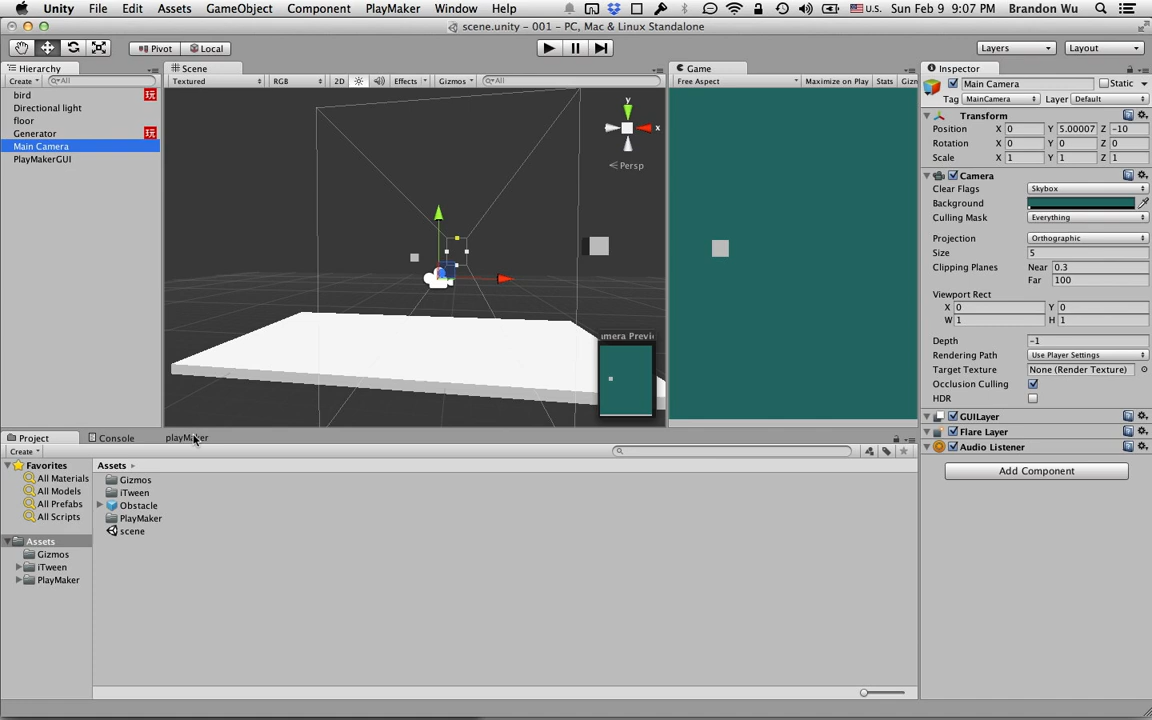 Unity File Edit Assets GameObject Component PlayMaker Window Help U.S. Sun Feb 9 9:07 PM Brandon Wu
scene.unity - 001 - PC, Mac & Linux Standalone
Pivot Local Layers Layout
Hierarchy
Create All
bird 玩
Directional light
floor
Generator 玩
Main Camera
PlayMakerGUI
Scene
Textured RGB 2D Effects Gizmos All
y
x
Persp
amera Previ
Game
Free Aspect Maximize on Play Stats Gizn
Inspector
Main Camera Static
Tag MainCamera Layer Default
Transform
Position X 0 Y 5.00007 Z -10
Rotation X 0 Y 0 Z 0
Scale X 1 Y 1 Z 1
Camera
Clear Flags Skybox
Background
Culling Mask Everything
Projection Orthographic
Size 5
Clipping Planes Near 0.3
Far 100
Viewport Rect
X 0 Y 0
W 1 H 1
Depth -1
Rendering Path Use Player Settings
Target Texture None (Render Texture)
Occlusion Culling
HDR
GUILayer
Flare Layer
Audio Listener
Add Component
Project Console playMaker
Create
Favorites
All Materials
All Models
All Prefabs
All Scripts
Assets
Gizmos
iTween
PlayMaker
Assets
Gizmos
iTween
Obstacle
PlayMaker
scene